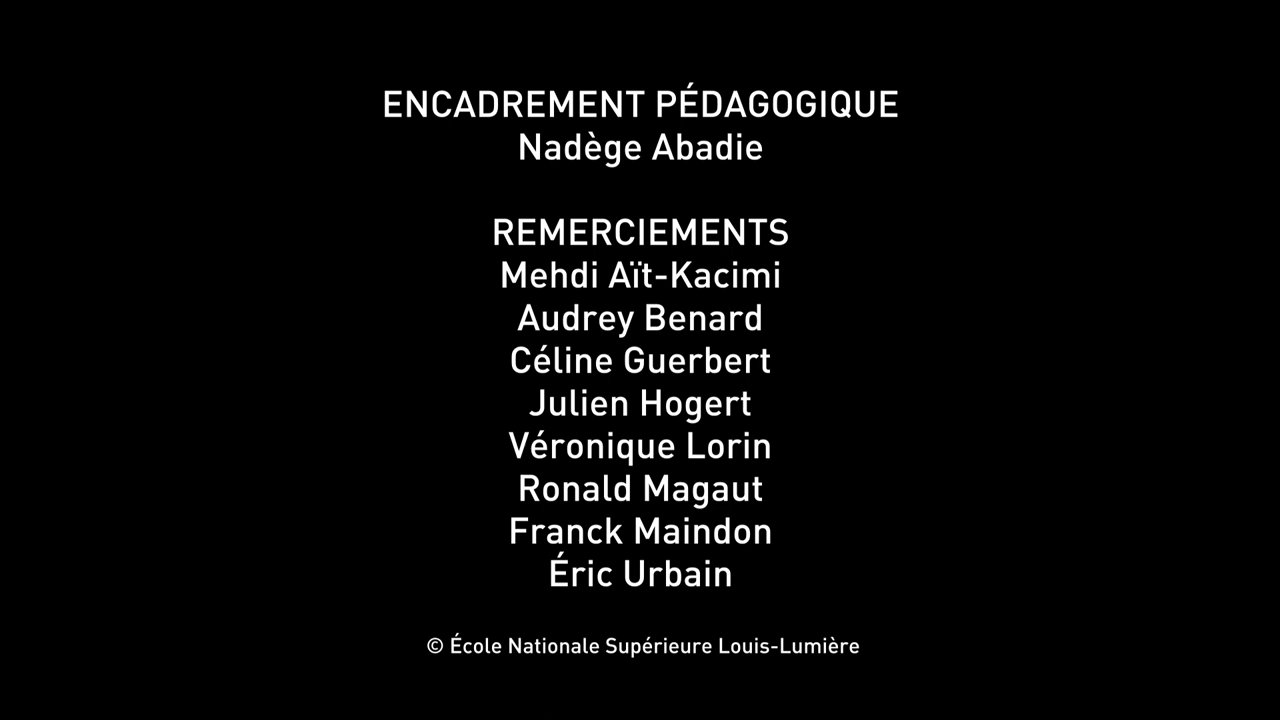 ENCADREMENT PÉDAGOGIQUE
Nadège Abadie
REMERCIEMENTS
Mehdi Aït-Kacimi
Audrey Benard
Céline Guerbert
Julien Hogert
Véronique Lorin
Ronald Magaut
Franck Maindon
Éric Urbain
© École Nationale Supérieure Louis-Lumière